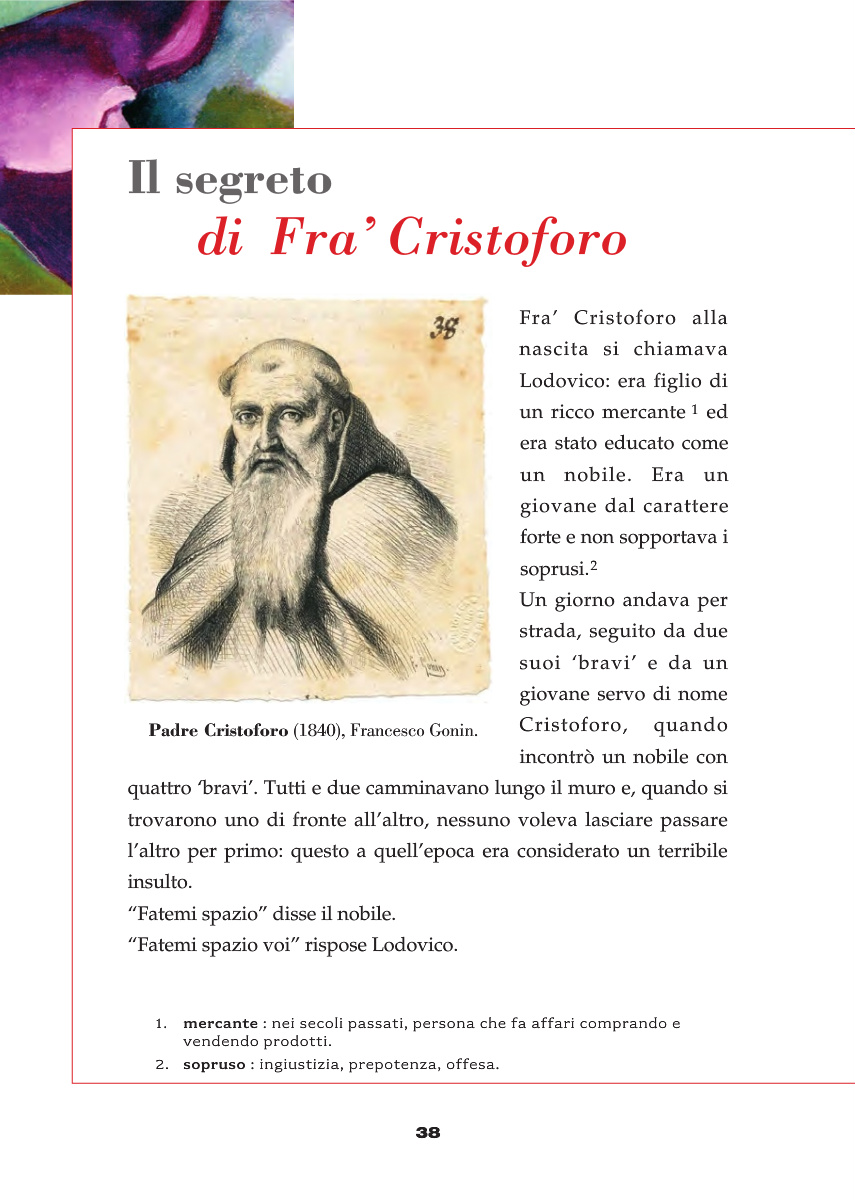 Il segreto
di Fra’ Cristoforo
38
F. Gonin.
Padre Cristoforo (1840), Francesco Gonin.
Fra’ Cristoforo alla
nascita si chiamava
Lodovico: era figlio di
un ricco mercante 1 ed
era stato educato come
un nobile. Era un
giovane dal carattere
forte e non sopportava i
soprusi.2
Un giorno andava per
strada, seguito da due
suoi ‘bravi’ e da un
giovane servo di nome
Cristoforo, quando
incontrò un nobile con
quattro ‘bravi’. Tutti e due camminavano lungo il muro e, quando si
trovarono uno di fronte all’altro, nessuno voleva lasciare passare
l’altro per primo: questo a quell’epoca era considerato un terribile
insulto.
“Fatemi spazio” disse il nobile.
“Fatemi spazio voi” rispose Lodovico.
1. mercante : nei secoli passati, persona che fa affari comprando e
vendendo prodotti.
2. sopruso : ingiustizia, prepotenza, offesa.
38